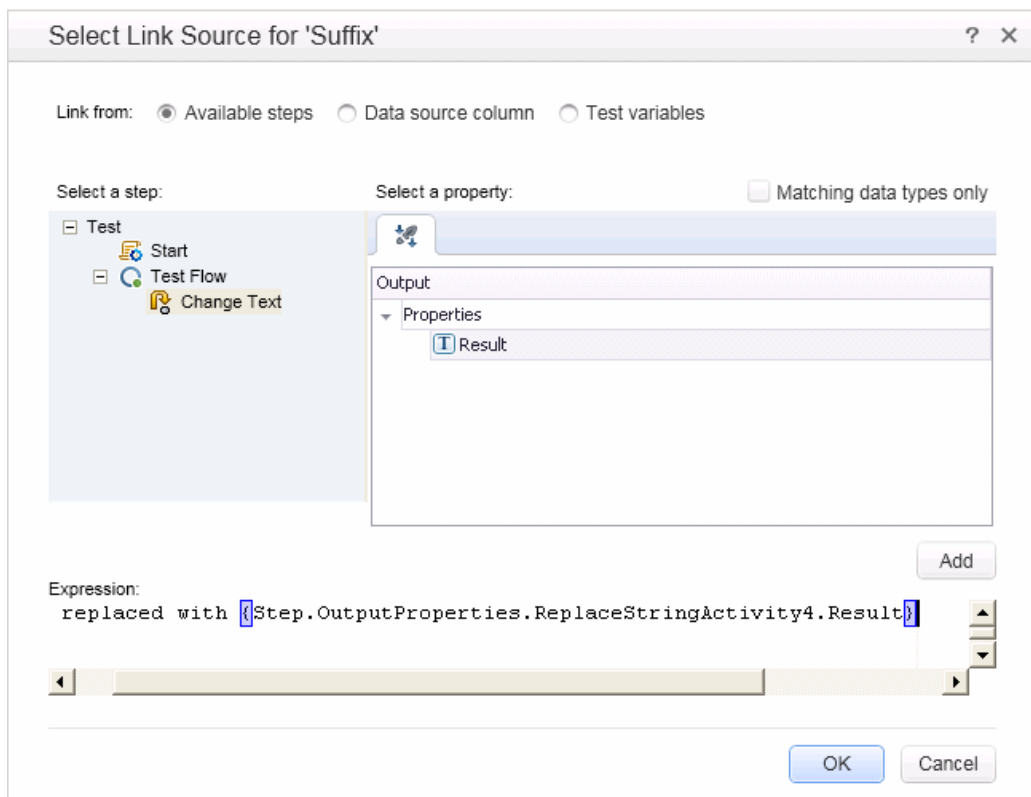 Select Link Source for 'Suffix'
? ×
Link from: Available steps Data source column Test variables
Select a step: Select a property: Matching data types only
Test
Start
Test Flow
Change Text
Output
Properties
T Result
Add
Expression:
replaced with {Step.OutputProperties.ReplaceStringActivity4.Result}
OK Cancel